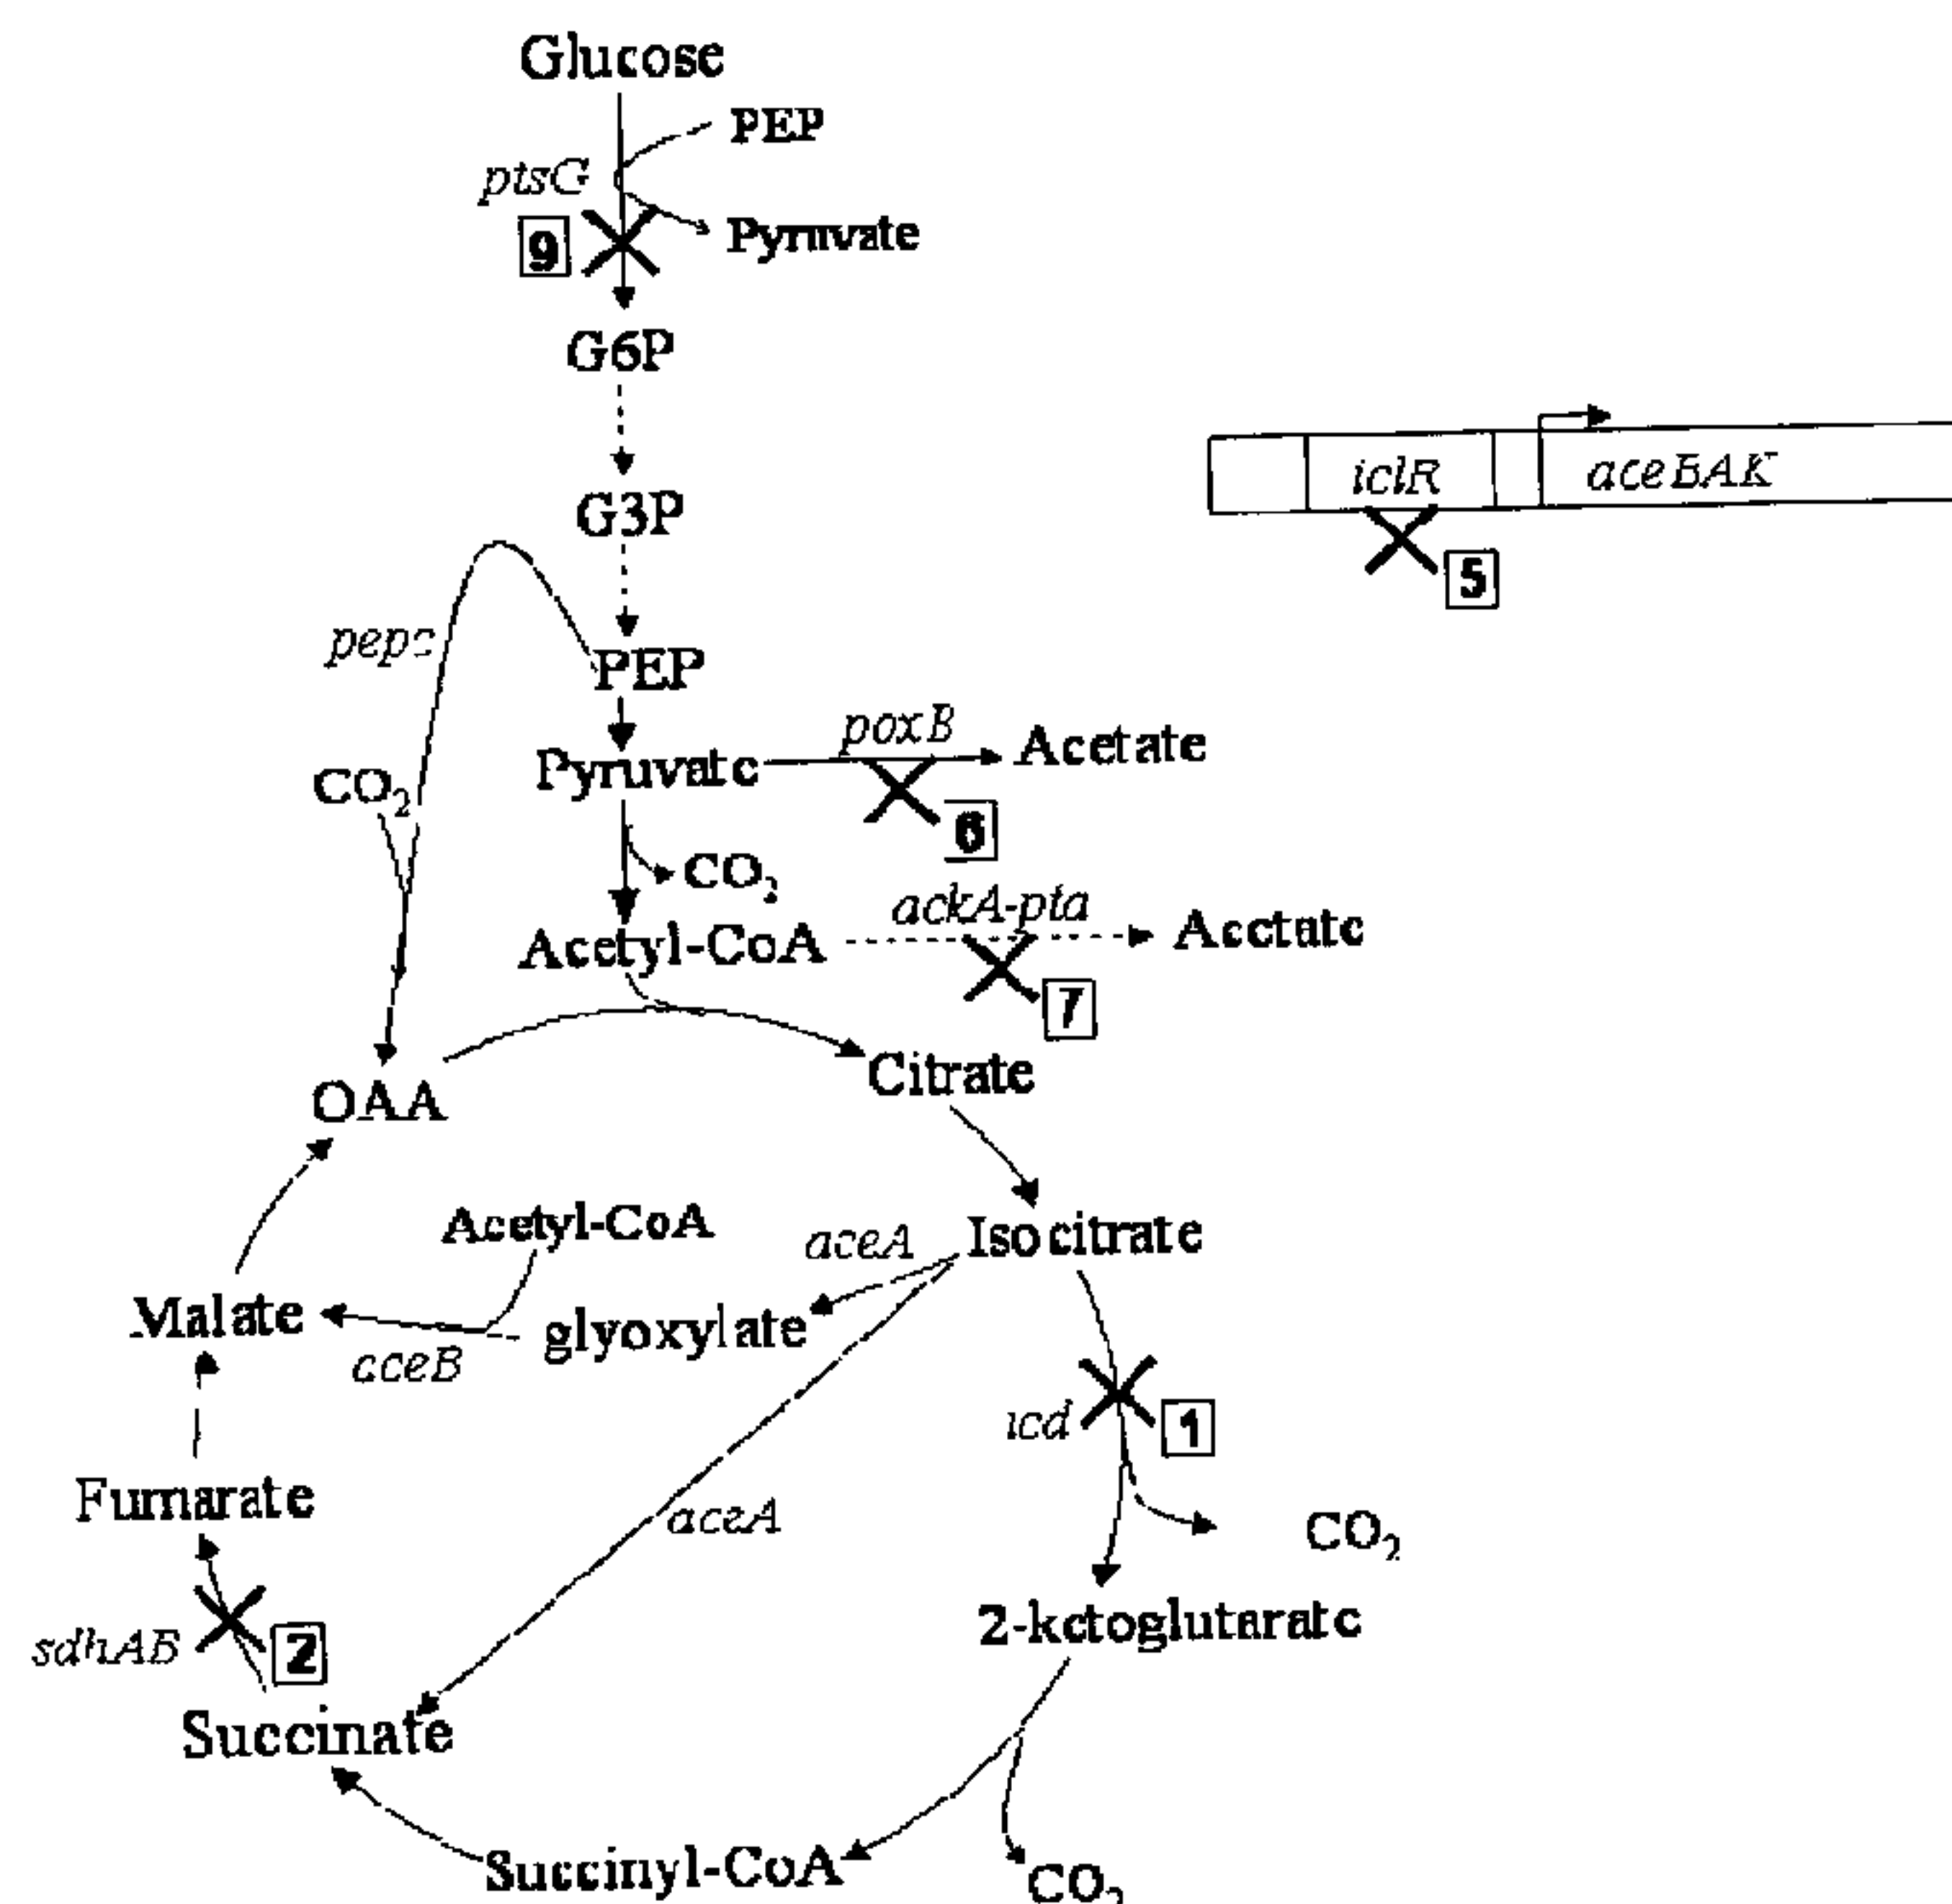 Glucose
PEP
ptsG
9
Pyruvate
G6P
iclR
aceBAK
G3P
5
pepc
PEP
poxB
Acetate
Pyruvate
CO2
6
CO2
ackA-pta
Acetyl-CoA
Acetate
7
Citrate
OAA
Acetyl-CoA
aceA
Isocitrate
Malate
glyoxylate
aceB
icd
1
Fumarate
aceA
CO2
2-ketoglutarate
sdhAB
2
Succinate
Succinyl-CoA
CO2